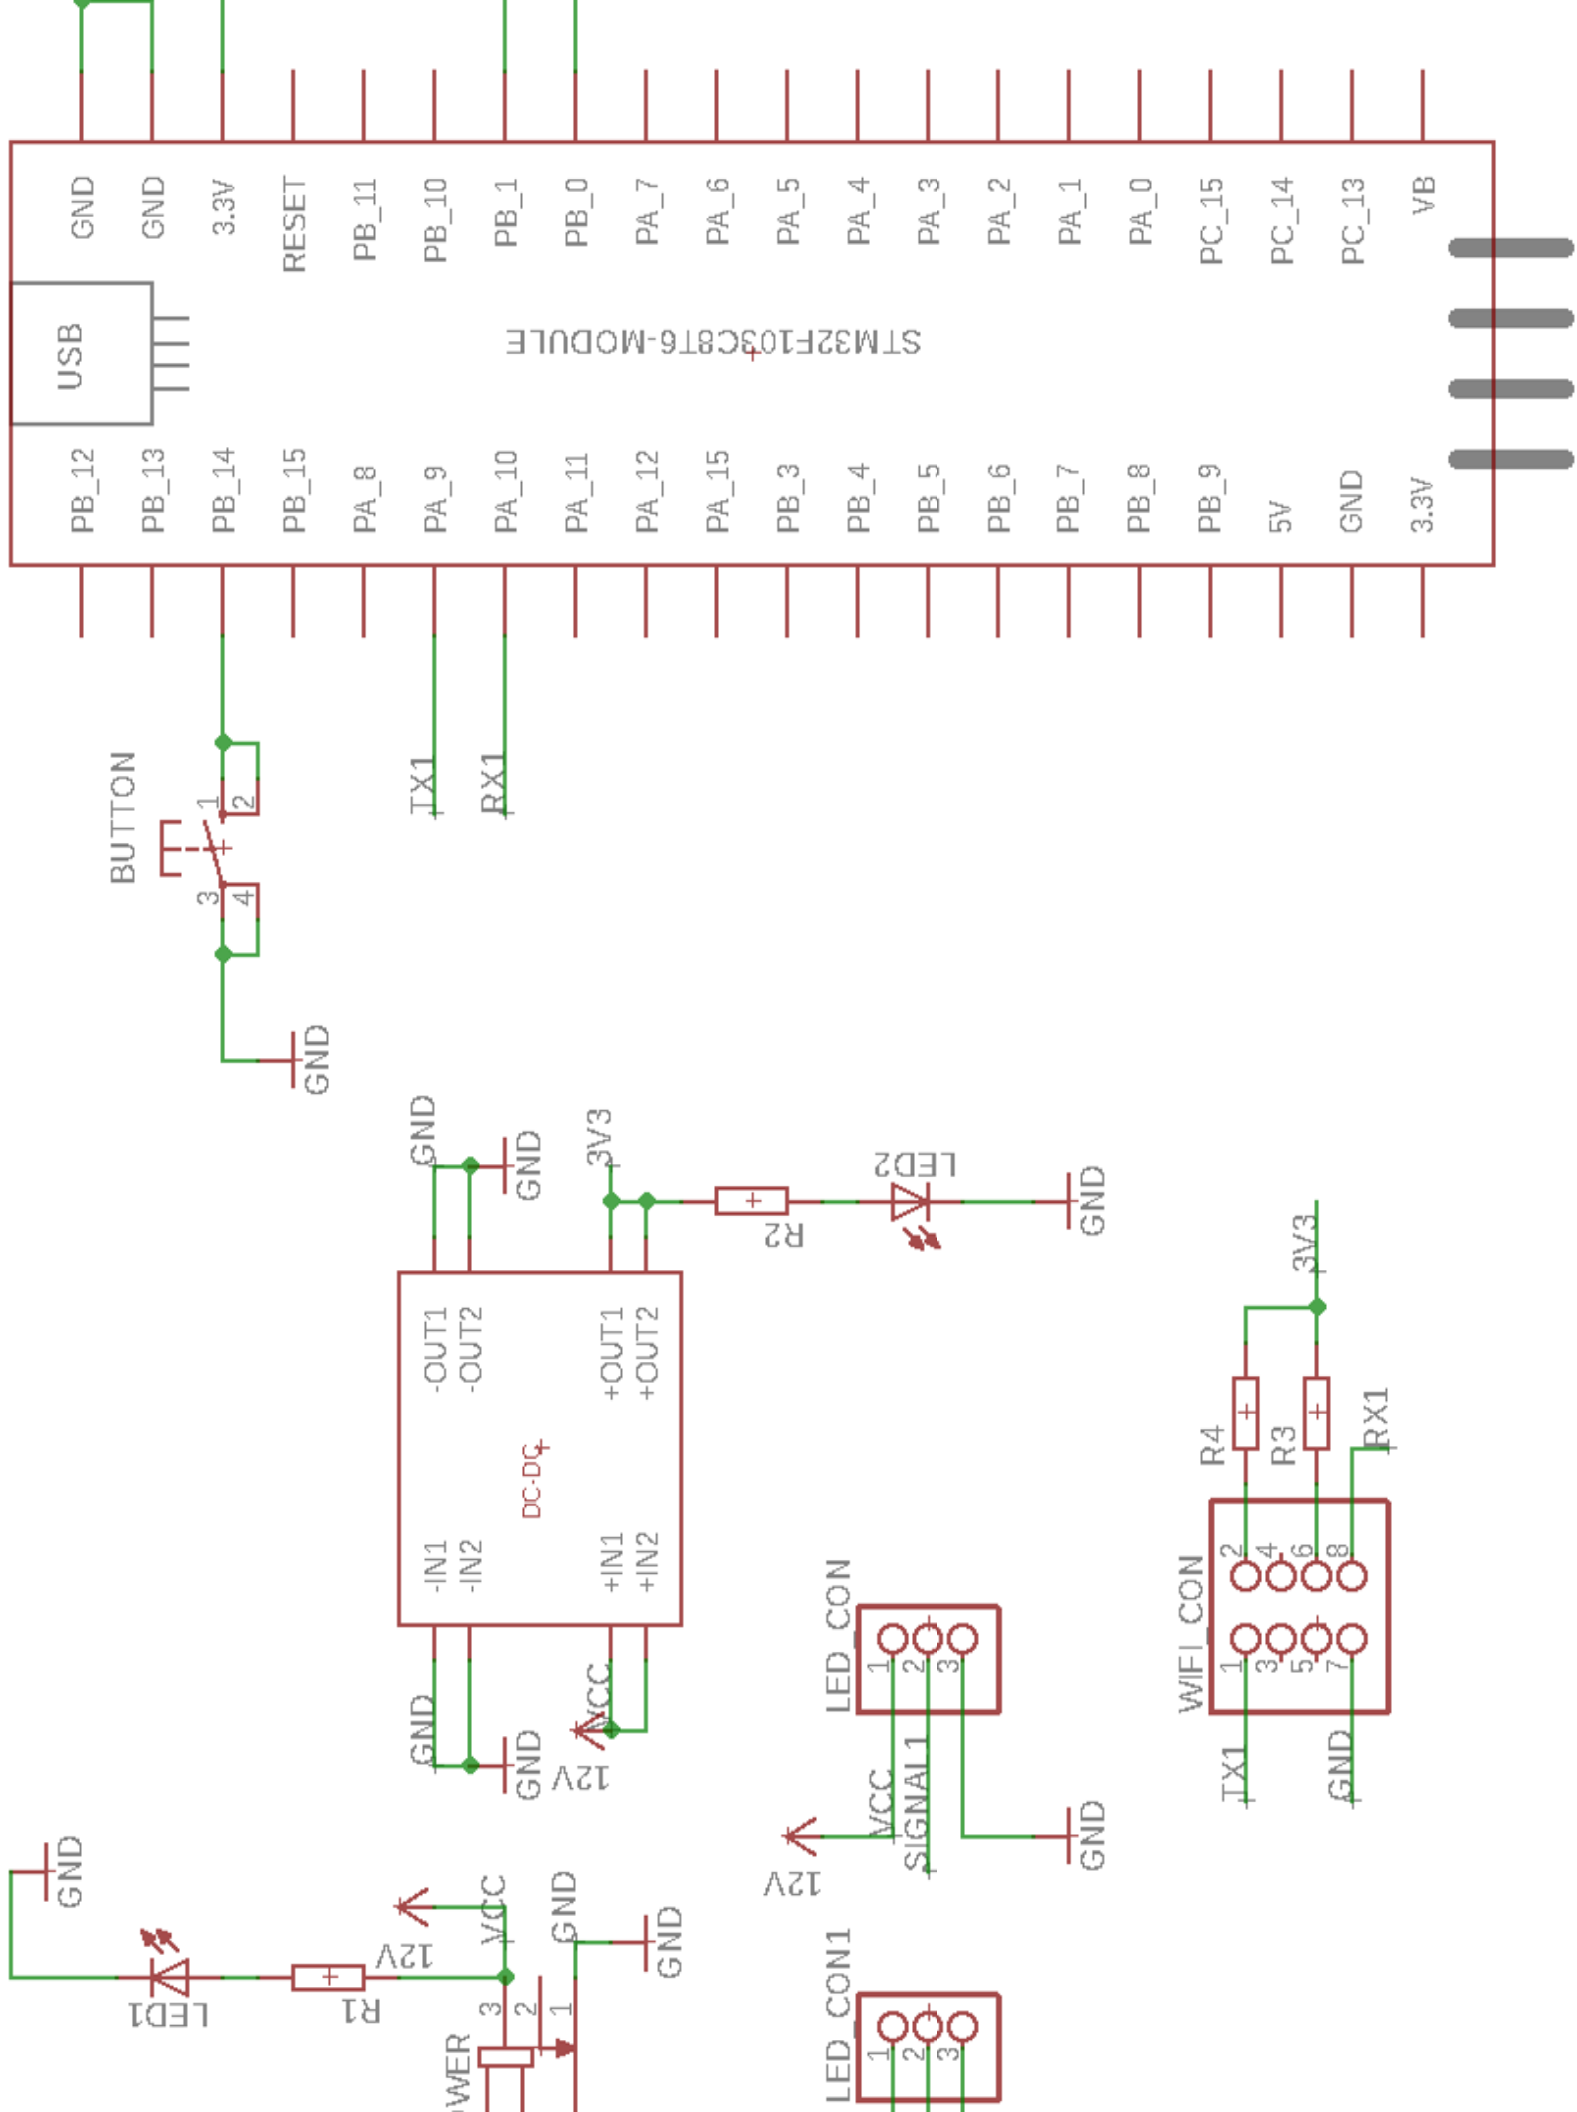 GND
GND
3.3V
RESET
PB_11
PB_10
PB_1
PB_0
PA_7
PA_6
PA_5
PA_4
PA_3
PA_2
PA_1
PA_0
PC_15
PC_14
PC_13
VB
USB
STM32F103C8T6-MODULE
PB_12
PB_13
PB_14
PB_15
PA_8
PA_9
PA_10
PA_11
PA_12
PA_15
PB_3
PB_4
PB_5
PB_6
PB_7
PB_8
PB_9
5V
GND
3.3V
BUTTON
1
2
3
4
TX1
RX1
GND
GND
GND
3V3
R2
LED2
GND
-OUT1
-OUT2
+OUT1
+OUT2
DC-DC
-IN1
-IN2
+IN1
+IN2
GND
GND
VCC
12V
3V3
R4
R3
RX1
WIFI_CON
2
4
6
8
1
3
5
7
TX1
GND
LED_CON
1
2
3
VCC
SIGNAL1
12V
GND
GND
LED1
R1
12V
VCC
GND
GND
3
2
1
OWER
LED_CON1
1
2
3